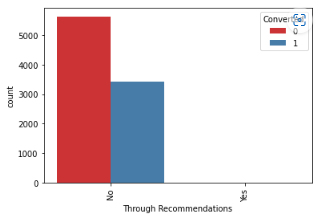 Converted
0
1
5000
4000
3000
2000
1000
0
count
No
Yes
Through Recommendations